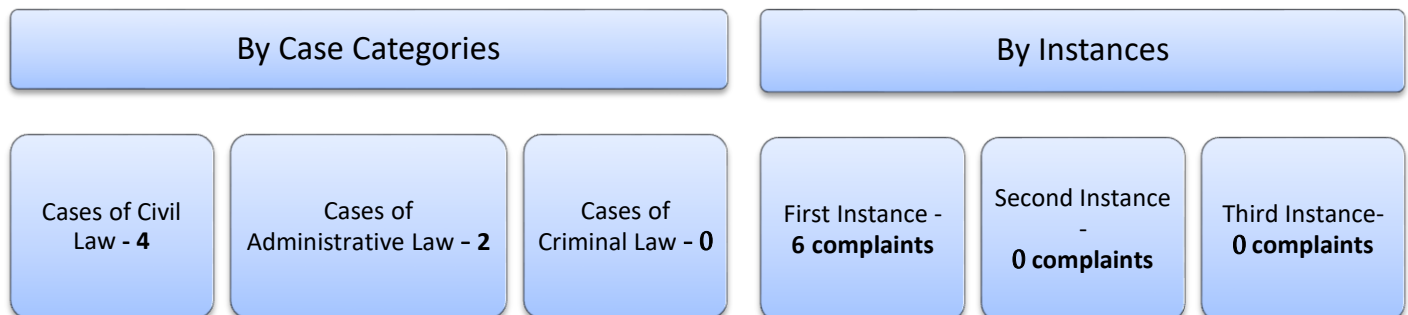 By Case Categories
By Instances
Cases of Civil
Law - 4
Cases of
Administrative Law - 2
Cases of
Criminal Law - 0
First Instance -
6 complaints
Second Instance
-
0 complaints
Third Instance-
0 complaints